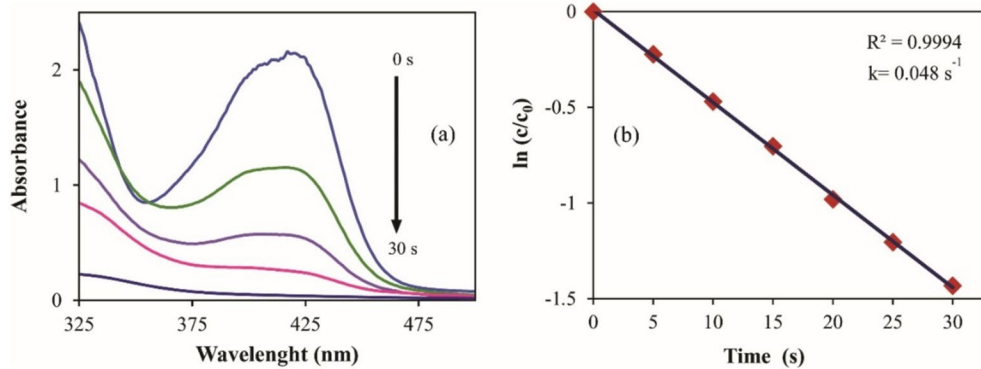 2
1
0
325
375
425
475
Absorbance
Wavelenght (nm)
0 s
30 s
(a)
0
-0.5
-1
-1.5
0
5
10
15
20
25
30
ln (c/c₀)
Time (s)
(b)
R² = 0.9994
k= 0.048 s⁻¹